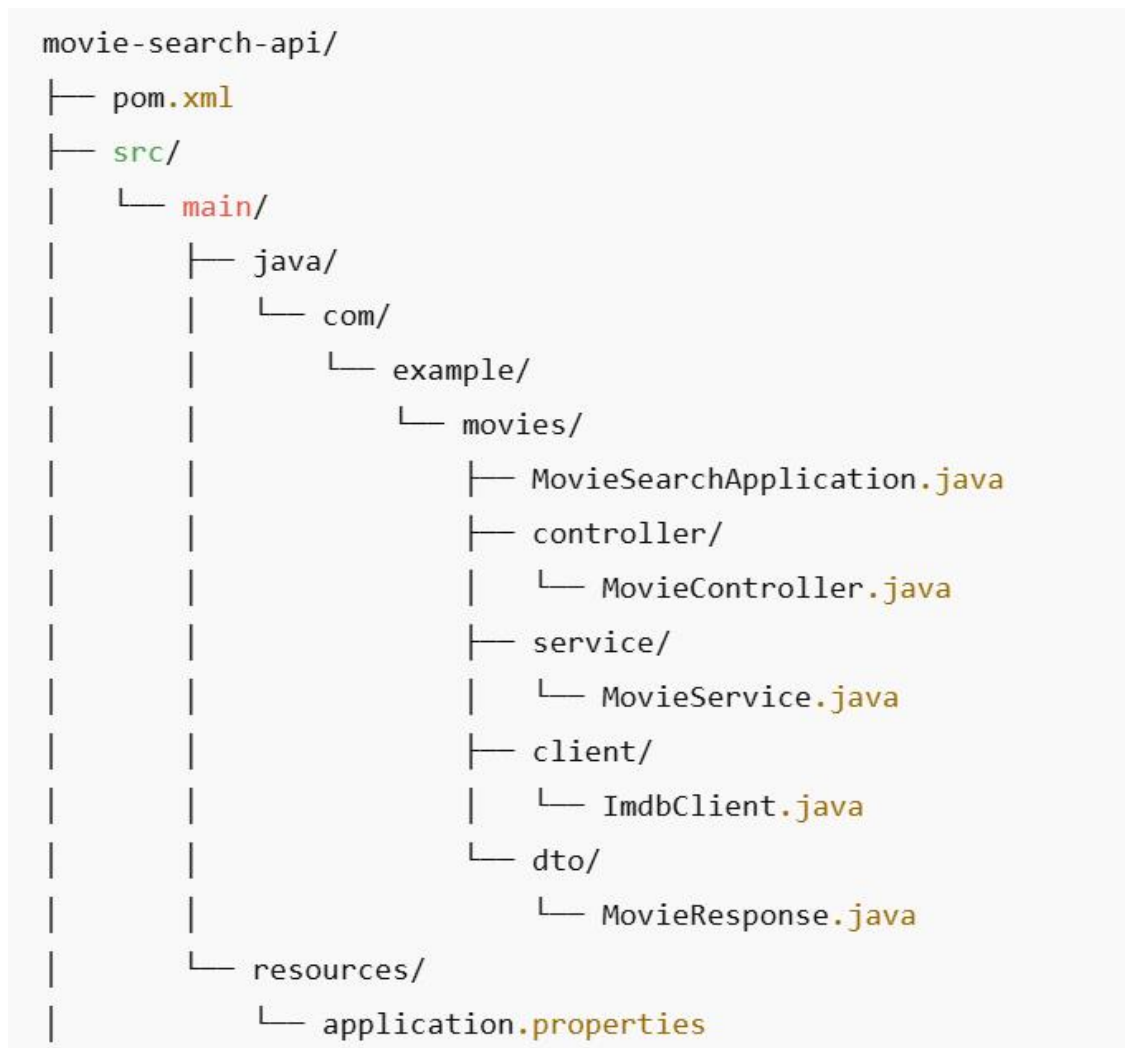 movie-search-api/
├── pom.xml
├── src/
│   └── main/
│       ├── java/
│       │   └── com/
│       │       └── example/
│       │           └── movies/
│       │               ├── MovieSearchApplication.java
│       │               ├── controller/
│       │               │   └── MovieController.java
│       │               ├── service/
│       │               │   └── MovieService.java
│       │               ├── client/
│       │               │   └── ImdbClient.java
│       │               └── dto/
│       │                   └── MovieResponse.java
│       └── resources/
│           └── application.properties